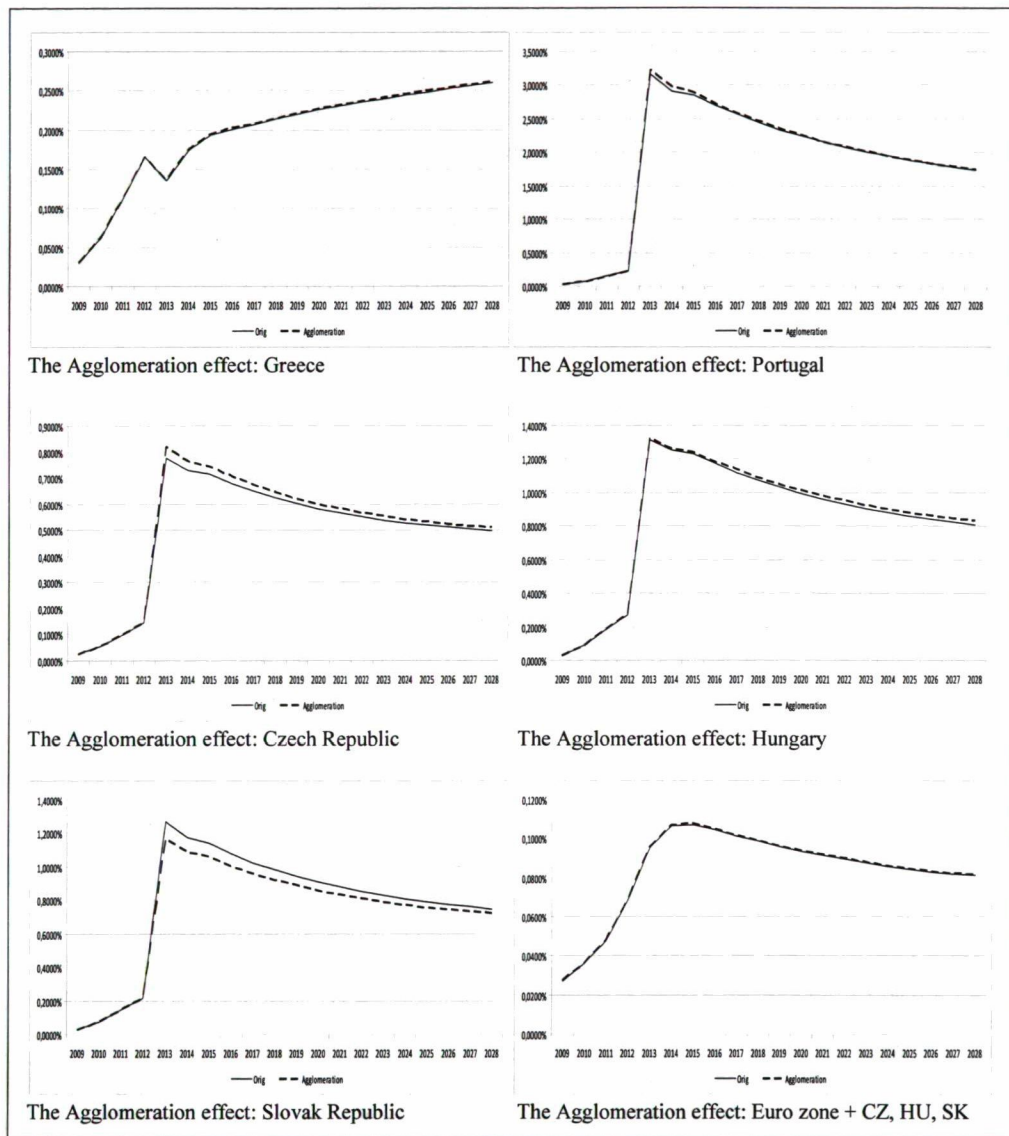 0,3000%
0,2500%
0,2000%
0,1500%
0,1000%
0,0500%
0,0000%
2009 2010 2011 2012 2013 2014 2015 2016 2017 2018 2019 2020 2021 2022 2023 2024 2025 2026 2027 2028
Orig Agglomeration
The Agglomeration effect: Greece
3,5000%
3,0000%
2,5000%
2,0000%
1,5000%
1,0000%
0,5000%
0,0000%
2009 2010 2011 2012 2013 2014 2015 2016 2017 2018 2019 2020 2021 2022 2023 2024 2025 2026 2027 2028
Orig Agglomeration
The Agglomeration effect: Portugal
0,9000%
0,8000%
0,7000%
0,6000%
0,5000%
0,4000%
0,3000%
0,2000%
0,1000%
0,0000%
2009 2010 2011 2012 2013 2014 2015 2016 2017 2018 2019 2020 2021 2022 2023 2024 2025 2026 2027 2028
Orig Agglomeration
The Agglomeration effect: Czech Republic
1,4000%
1,2000%
1,0000%
0,8000%
0,6000%
0,4000%
0,2000%
0,0000%
2009 2010 2011 2012 2013 2014 2015 2016 2017 2018 2019 2020 2021 2022 2023 2024 2025 2026 2027 2028
Orig Agglomeration
The Agglomeration effect: Hungary
1,4000%
1,2000%
1,0000%
0,8000%
0,6000%
0,4000%
0,2000%
0,0000%
2009 2010 2011 2012 2013 2014 2015 2016 2017 2018 2019 2020 2021 2022 2023 2024 2025 2026 2027 2028
Orig Agglomeration
The Agglomeration effect: Slovak Republic
0,1200%
0,1000%
0,0800%
0,0600%
0,0400%
0,0200%
0,0000%
2009 2010 2011 2012 2013 2014 2015 2016 2017 2018 2019 2020 2021 2022 2023 2024 2025 2026 2027 2028
Orig Agglomeration
The Agglomeration effect: Euro zone + CZ, HU, SK